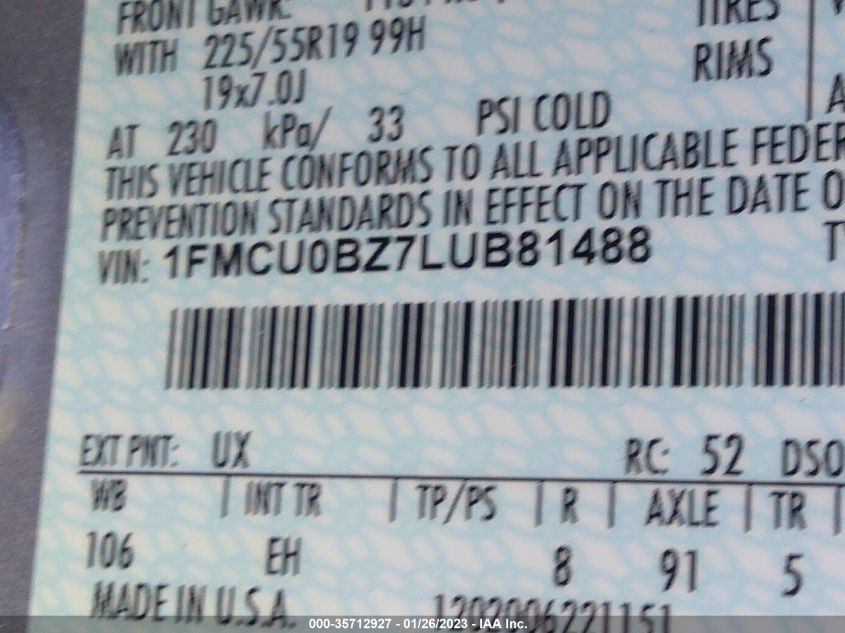 FRONT GAWR:
TIRES
WITH 225/55R19 99H
RIMS
19x7.0J
AT 230 kPa/ 33 PSI COLD
THIS VEHICLE CONFORMS TO ALL APPLICABLE FEDER
PREVENTION STANDARDS IN EFFECT ON THE DATE O
VIN: 1FMCU0BZ7LUB81488
EXT PNT: UX RC: 52 DSO
WB INT TR TP/PS R AXLE TR
106 EH 8 91 5
MADE IN U.S.A. 1202006221151
000-35712927 - 01/26/2023 - IAA Inc.